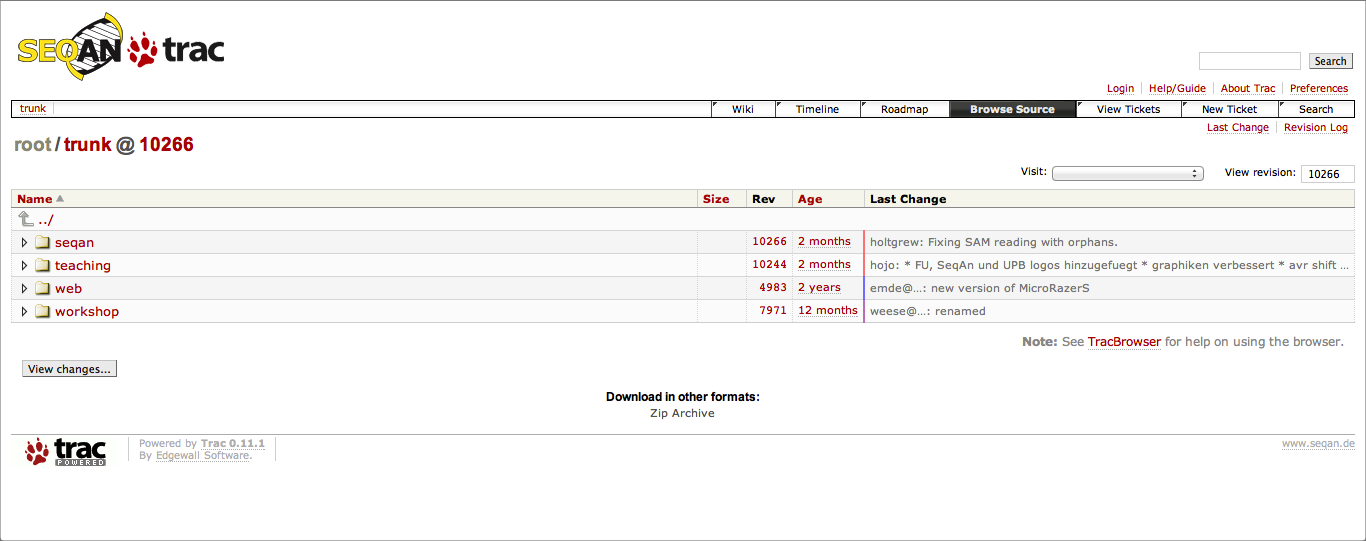 SEQAN trac
Search
Login Help/Guide About Trac Preferences
trunk Wiki Timeline Roadmap Browse Source View Tickets New Ticket Search
Last Change Revision Log
root / trunk @ 10266
Visit: View revision: 10266
Name Size Rev Age Last Change
../
seqan 10266 2 months holtgrew: Fixing SAM reading with orphans.
teaching 10244 2 months hojo: * FU, SeqAn und UPB logos hinzugefuegt * graphiken verbessert * avr shift ...
web 4983 2 years emde@...: new version of MicroRazerS
workshop 7971 12 months weese@...: renamed
Note: See TracBrowser for help on using the browser.
View changes...
Download in other formats:
Zip Archive
trac POWERED
Powered by Trac 0.11.1
By Edgewall Software.
www.seqan.de